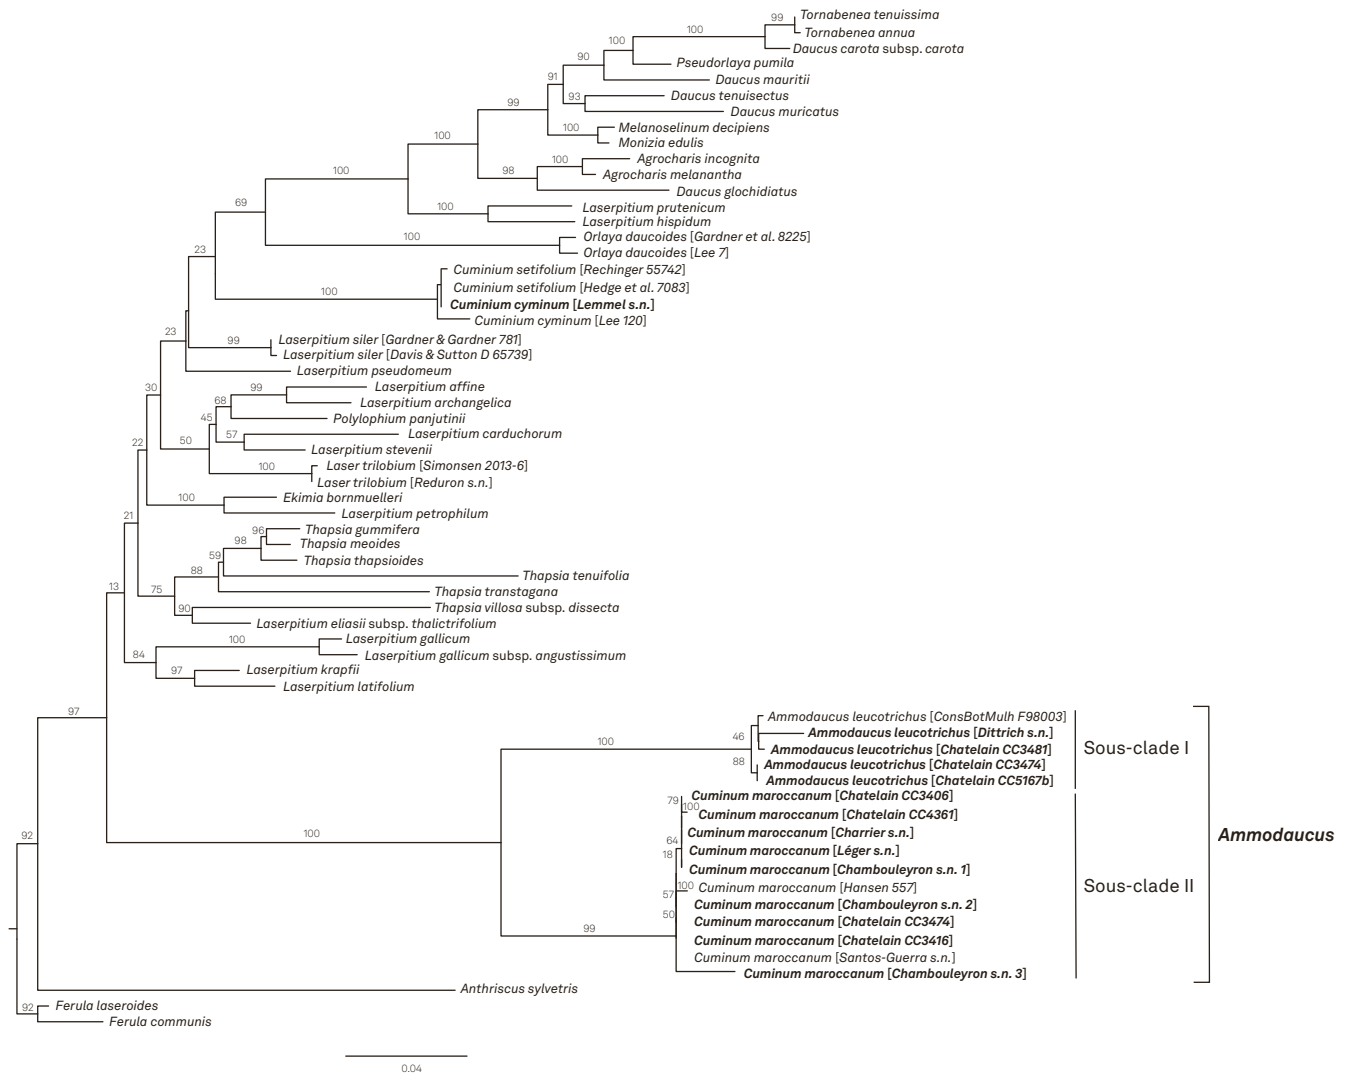 99
Tornabenea tenuissima
Tornabenea annua
100
Daucus carota subsp. carota
100
Pseudorlaya pumila
90
Daucus mauritii
91
Daucus tenuisectus
93
Daucus muricatus
99
Melanoselinum decipiens
100
Monizia edulis
100
Agrocharis incognita
100
Agrocharis melanantha
98
Daucus glochidiatus
100
Laserpitium prutenicum
100
Laserpitium hispidum
69
Orlaya daucoides [Gardner et al. 8225]
100
Orlaya daucoides [Lee 7]
23
Cuminium setifolium [Rechinger 55742]
Cuminium setifolium [Hedge et al. 7083]
100
Cuminium cyminum [Lemmel s.n.]
Cuminium cyminum [Lee 120]
23
Laserpitium siler [Gardner & Gardner 781]
99
Laserpitium siler [Davis & Sutton D 65739]
Laserpitium pseudomeum
30
99
Laserpitium affine
68
Laserpitium archangelica
45
Polylophium panjutinii
57
Laserpitium carduchorum
22
50
Laserpitium stevenii
100
Laser trilobium [Simonsen 2013-6]
Laser trilobium [Reduron s.n.]
100
Ekimia bornmuelleri
21
Laserpitium petrophilum
96
Thapsia gummifera
98
Thapsia meoides
59
Thapsia thapsioides
88
Thapsia tenuifolia
13
75
Thapsia transtagana
90
Thapsia villosa subsp. dissecta
Laserpitium eliasii subsp. thalictrifolium
100
Laserpitium gallicum
84
Laserpitium gallicum subsp. angustissimum
97
Laserpitium krapfii
Laserpitium latifolium
97
Ammodaucus leucotrichus [ConsBotMulh F98003]
46
Ammodaucus leucotrichus [Dittrich s.n.]
100
Ammodaucus leucotrichus [Chatelain CC3481]
Sous-clade I
88
Ammodaucus leucotrichus [Chatelain CC3474]
Ammodaucus leucotrichus [Chatelain CC5167b]
79
Cuminum maroccanum [Chatelain CC3406]
100
Cuminum maroccanum [Chatelain CC4361]
100
92
Cuminum maroccanum [Charrier s.n.]
Ammodaucus
64
18
Cuminum maroccanum [Léger s.n.]
Cuminum maroccanum [Chambouleyron s.n. 1]
100
Cuminum maroccanum [Hansen 557]
Sous-clade II
57
Cuminum maroccanum [Chambouleyron s.n. 2]
50
Cuminum maroccanum [Chatelain CC3474]
99
Cuminum maroccanum [Chatelain CC3416]
Cuminum maroccanum [Santos-Guerra s.n.]
Cuminum maroccanum [Chambouleyron s.n. 3]
Anthriscus sylvetris
92
Ferula laseroides
Ferula communis
0.04